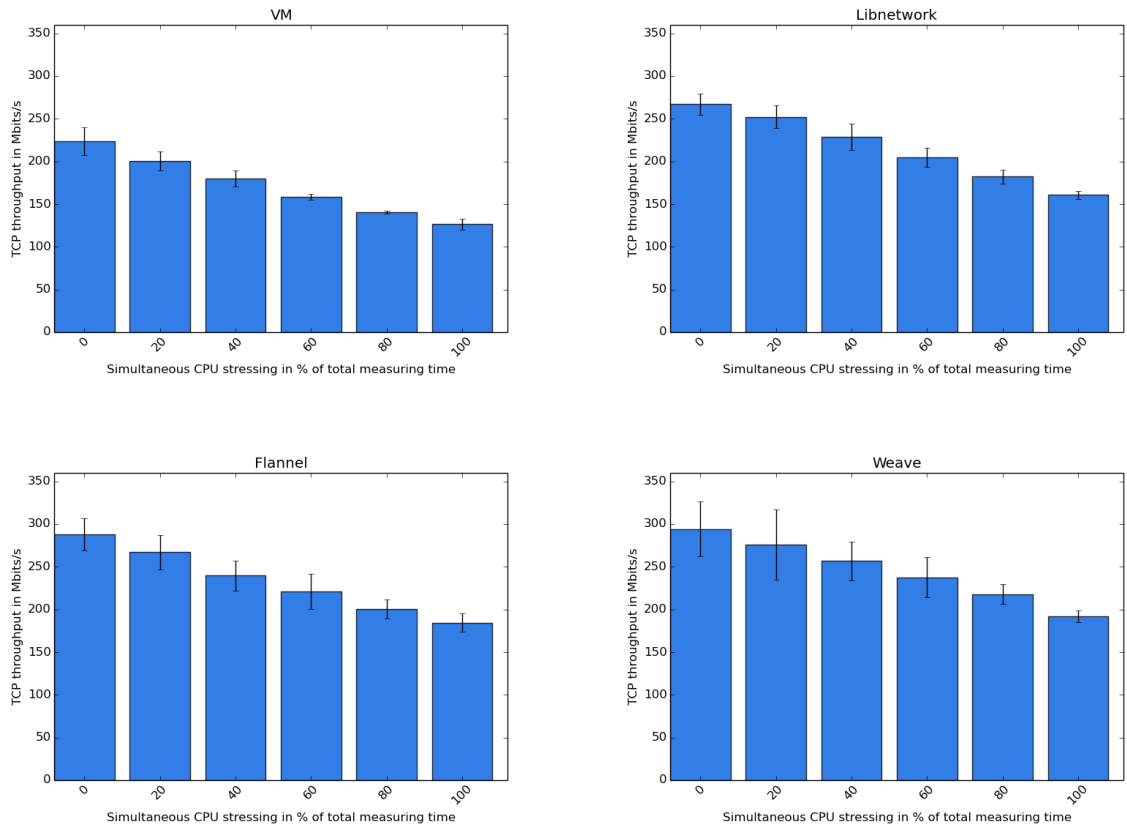 VM
350
300
250
200
150
100
50
0
TCP throughput in Mbits/s
0 20 40 60 80 100
Simultaneous CPU stressing in % of total measuring time
Libnetwork
350
300
250
200
150
100
50
0
TCP throughput in Mbits/s
0 20 40 60 80 100
Simultaneous CPU stressing in % of total measuring time
Flannel
350
300
250
200
150
100
50
0
TCP throughput in Mbits/s
0 20 40 60 80 100
Simultaneous CPU stressing in % of total measuring time
Weave
350
300
250
200
150
100
50
0
TCP throughput in Mbits/s
0 20 40 60 80 100
Simultaneous CPU stressing in % of total measuring time